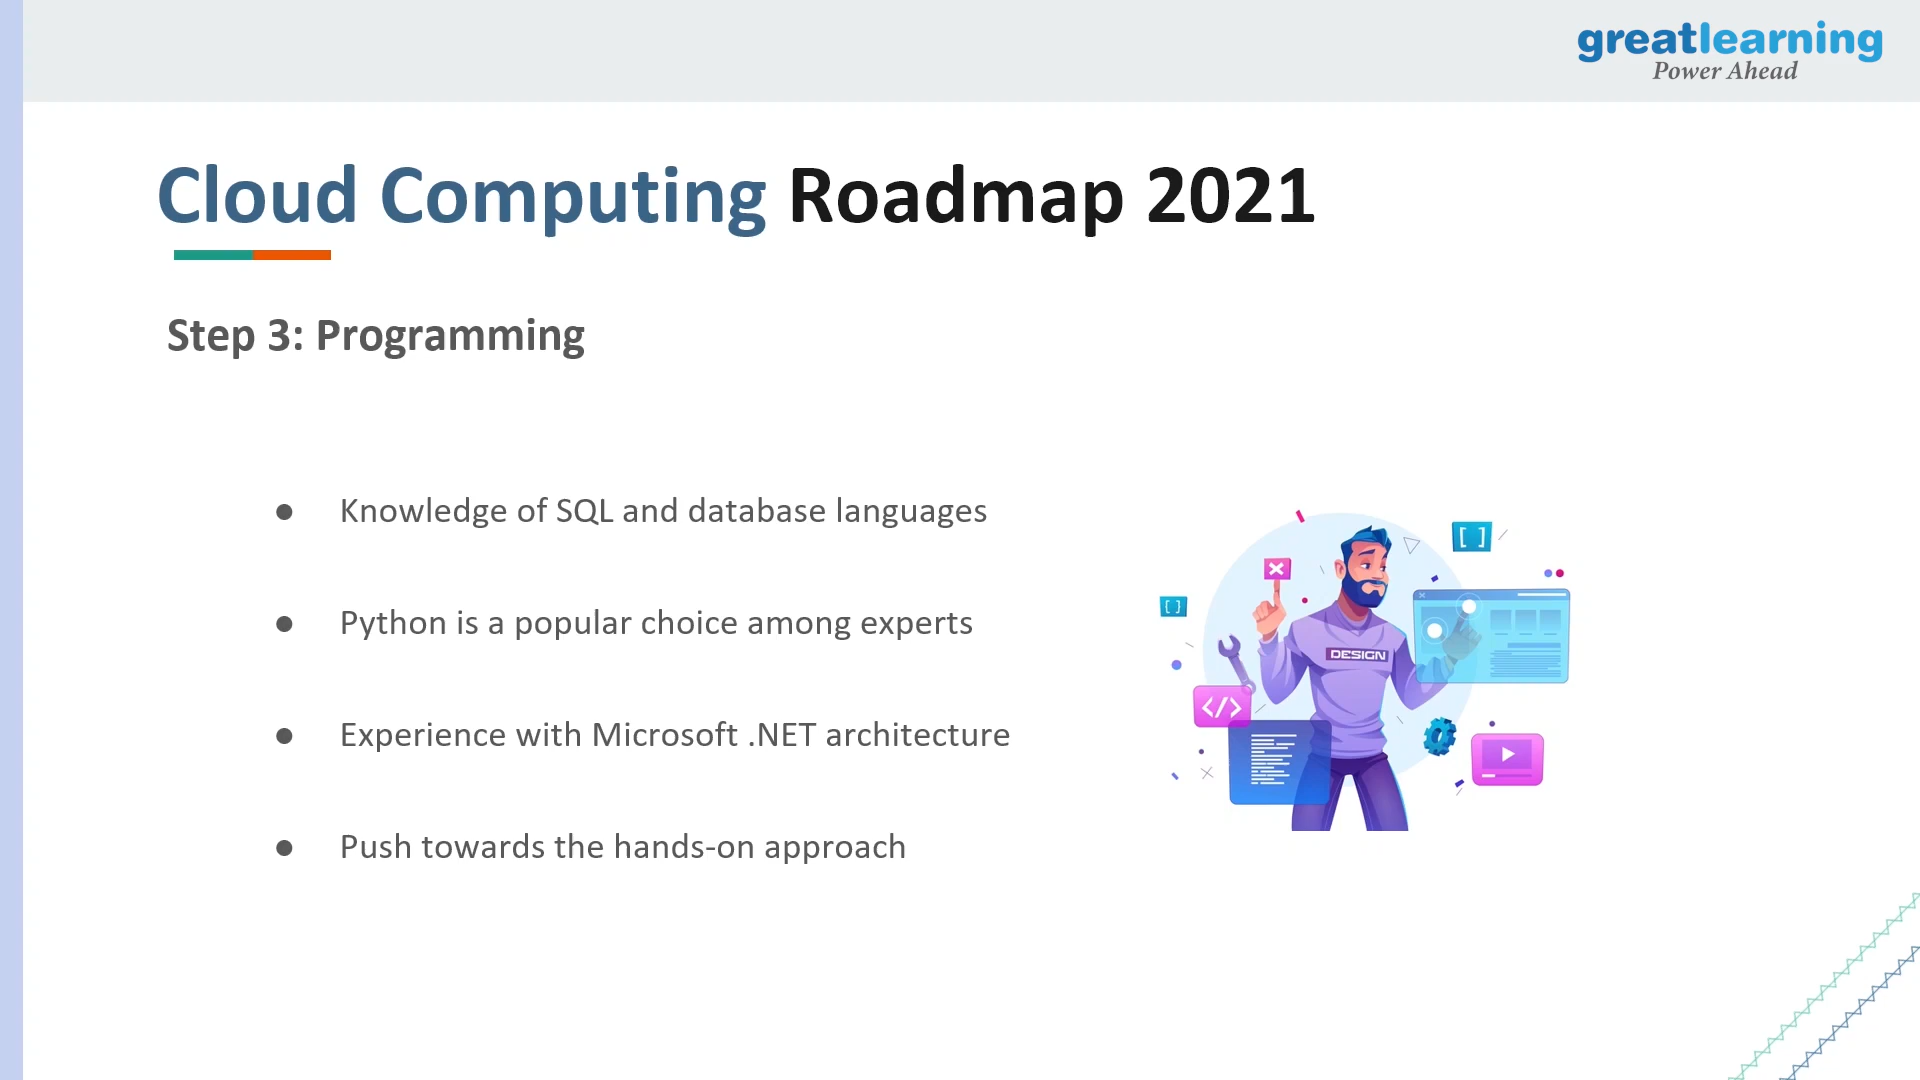 greatlearning
Power Ahead
Cloud Computing Roadmap 2021
Step 3: Programming
● Knowledge of SQL and database languages
● Python is a popular choice among experts
● Experience with Microsoft .NET architecture
● Push towards the hands-on approach
[ ]
[ ]
DESIGN
</>